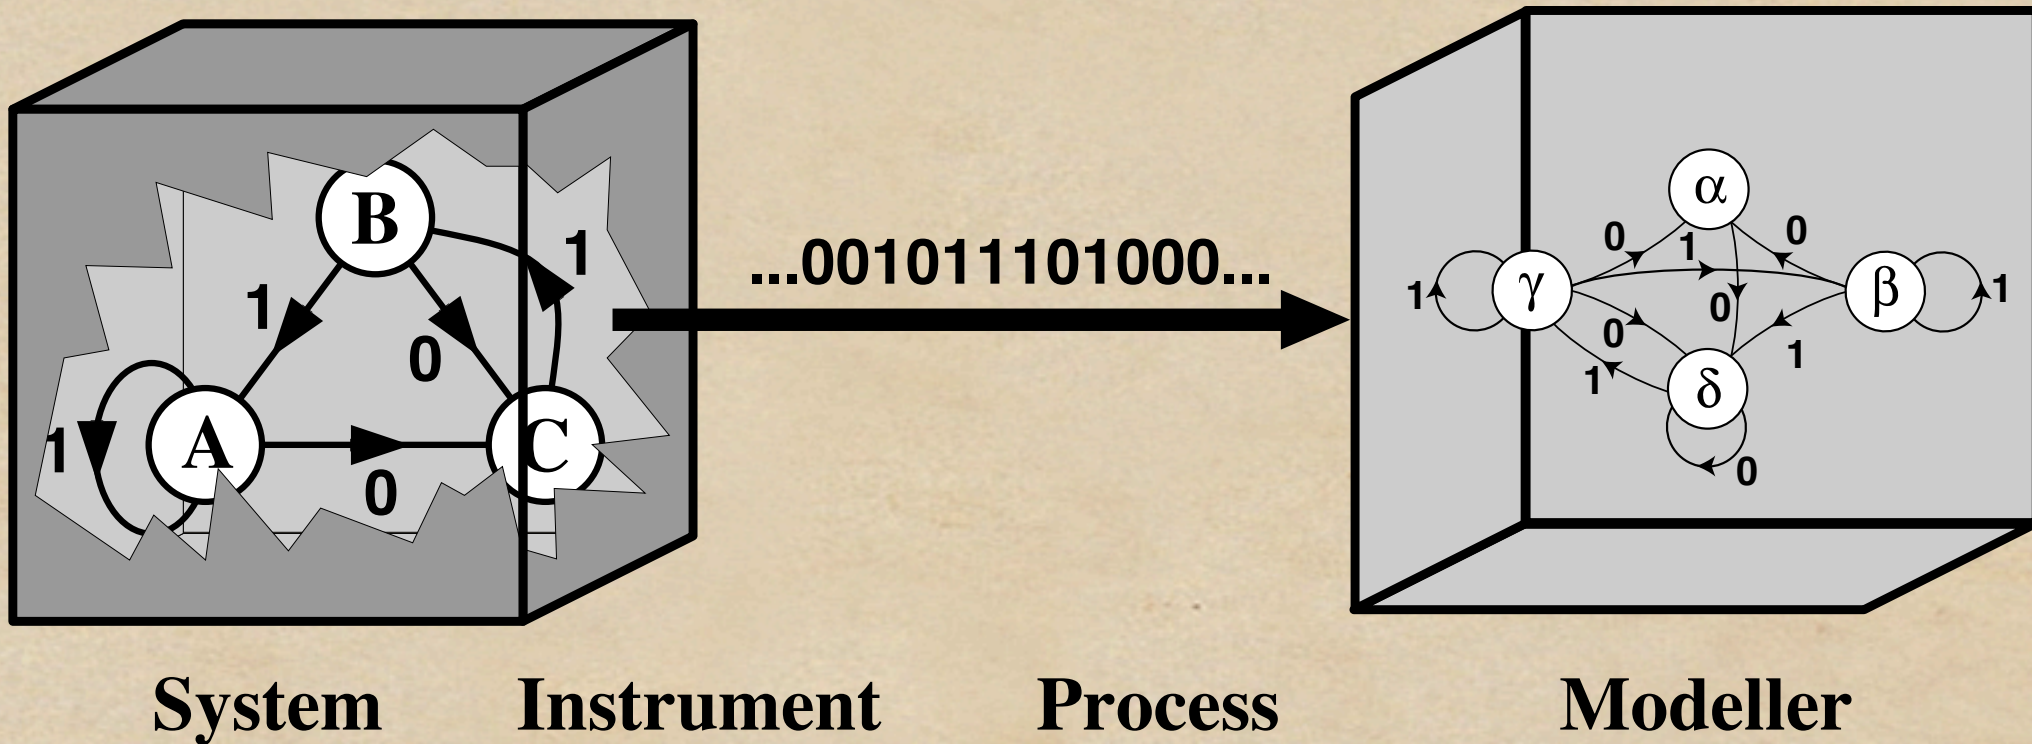 B
1
1
0
A
1
0
C
...001011101000...
α
0
1
0
γ
1
β
1
0
0
1
1
δ
0
System Instrument Process Modeller